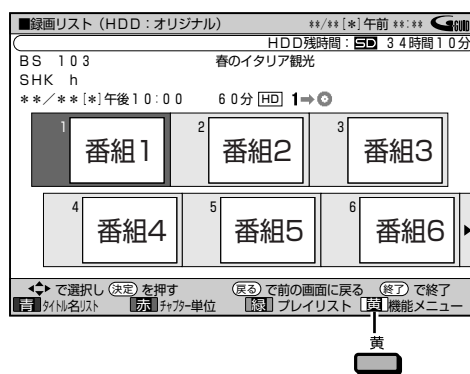 ■録画リスト（HDD：オリジナル） **/**[*]午前**:** G GUIDE
HDD残時間：SD 34時間10分
BS 103 春のイタリア観光
SHK h
**/**[*]午後10:00 60分 HD 1➡
1 番組1 2 番組2 3 番組3
4 番組4 5 番組5 6 番組6
で選択し 決定 を押す 戻る で前の画面に戻る 終了 で終了
青 タイトル名リスト 赤 チャプター単位 緑 プレイリスト 黄 機能メニュー
黄